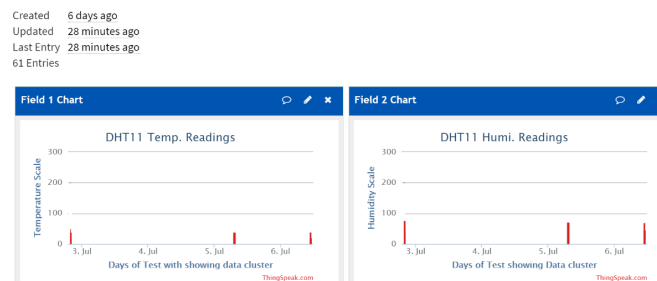 Created 6 days ago
Updated 28 minutes ago
Last Entry 28 minutes ago
61 Entries
Field 1 Chart
DHT11 Temp. Readings
Temperature Scale
300
200
100
0
3. Jul 4. Jul 5. Jul 6. Jul
Days of Test with showing data cluster
ThingSpeak.com
Field 2 Chart
DHT11 Humi. Readings
Humidity Scale
300
200
100
0
3. Jul 4. Jul 5. Jul 6. Jul
Days of Test showing Data cluster
ThingSpeak.com